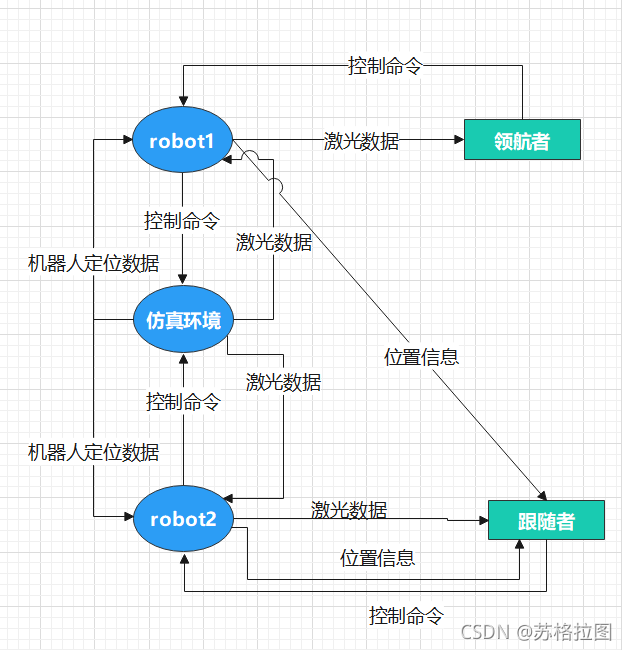 控制命令
robot1
激光数据
领航者
控制命令
激光数据
机器人定位数据
仿真环境
位置信息
激光数据
控制命令
机器人定位数据
robot2
激光数据
跟随者
位置信息
控制命令
CSDN @苏格拉图